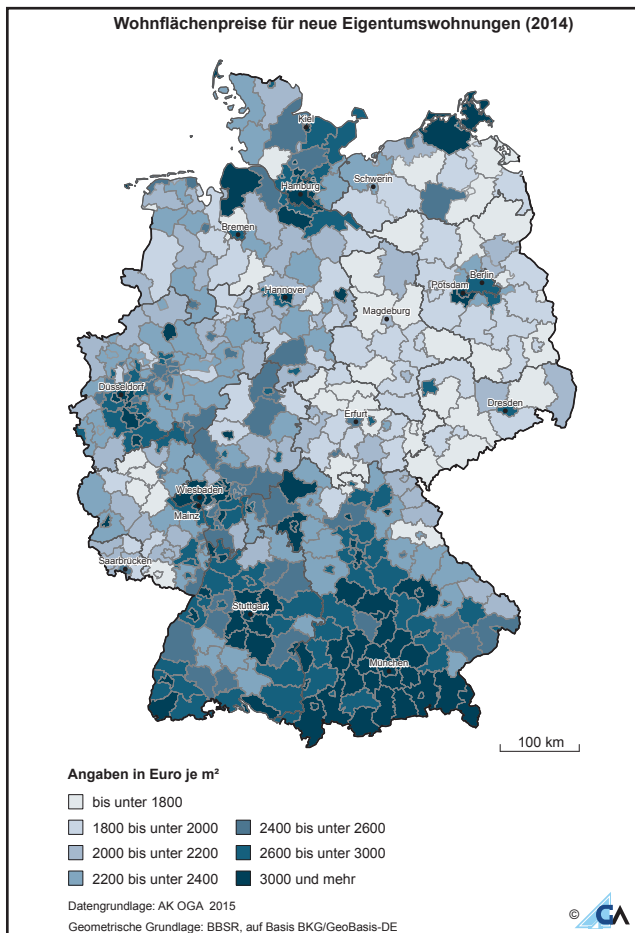 Wohnflächenpreise für neue Eigentumswohnungen (2014)
Kiel
Schwerin
Hamburg
Bremen
Berlin
Potsdam
Hannover
Magdeburg
Düsseldorf
Dresden
Erfurt
Wiesbaden
Mainz
Saarbrücken
Stuttgart
München
100 km
Angaben in Euro je m²
bis unter 1800
1800 bis unter 2000
2000 bis unter 2200
2200 bis unter 2400
2400 bis unter 2600
2600 bis unter 3000
3000 und mehr
Datengrundlage: AK OGA 2015
Geometrische Grundlage: BBSR, auf Basis BKG/GeoBasis-DE
© GA